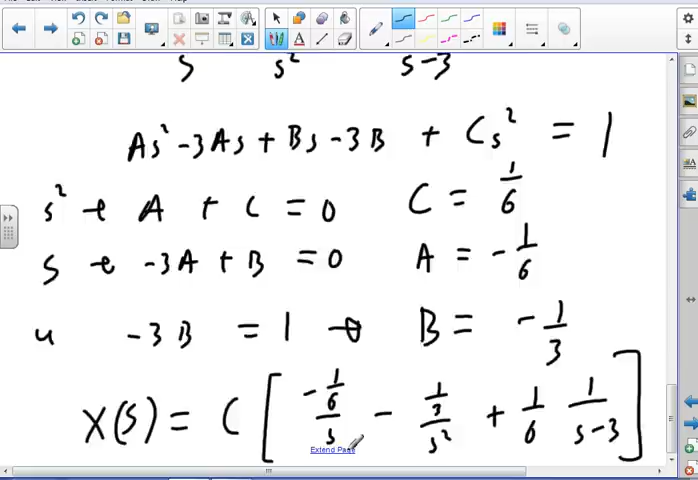 s s² s-3
As² -3As + Bs -3B + Cs² = 1
s² → A + C = 0 C = 1/6
s → -3A + B = 0 A = -1/6
-3B = 1 → B = -1/3
X(s) = C [ -1/6/s - 1/3/s² + 1/6 1/s-3 ]
Extend Page